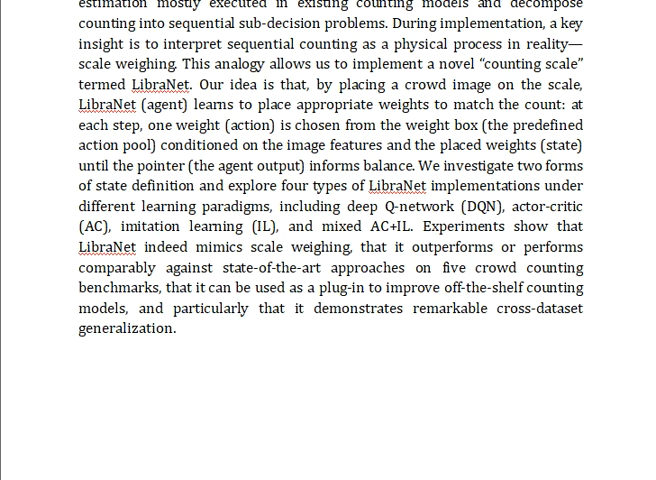 estimation mostly executed in existing counting models and decompose
counting into sequential sub-decision problems. During implementation, a key
insight is to interpret sequential counting as a physical process in reality—
scale weighing. This analogy allows us to implement a novel “counting scale”
termed LibraNet. Our idea is that, by placing a crowd image on the scale,
LibraNet (agent) learns to place appropriate weights to match the count: at
each step, one weight (action) is chosen from the weight box (the predefined
action pool) conditioned on the image features and the placed weights (state)
until the pointer (the agent output) informs balance. We investigate two forms
of state definition and explore four types of LibraNet implementations under
different learning paradigms, including deep Q-network (DQN), actor-critic
(AC), imitation learning (IL), and mixed AC+IL. Experiments show that
LibraNet indeed mimics scale weighing, that it outperforms or performs
comparably against state-of-the-art approaches on five crowd counting
benchmarks, that it can be used as a plug-in to improve off-the-shelf counting
models, and particularly that it demonstrates remarkable cross-dataset
generalization.